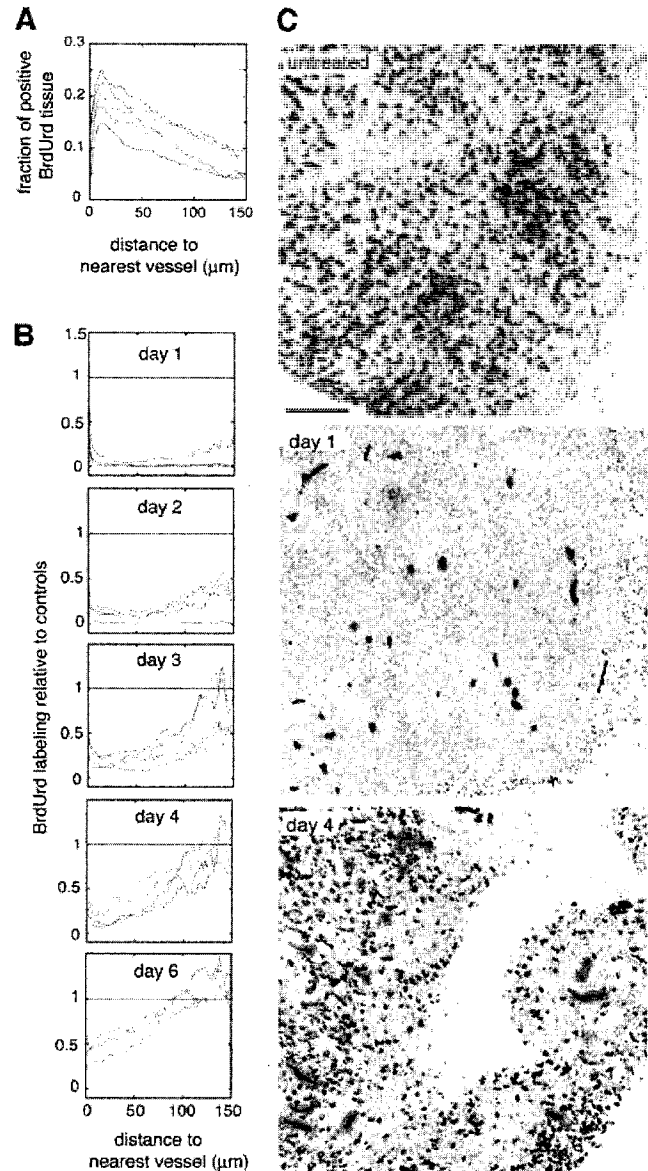 A
0.3
0.2
0.1
0
0 50 100 150
fraction of positive
BrdUrd tissue
distance to
nearest vessel (µm)
B
1.5
1
0.5
0
day 1
1
0.5
0
day 2
1
0.5
0
day 3
1
0.5
0
day 4
1
0.5
0
day 6
0 50 100 150
BrdUrd labeling relative to controls
distance to
nearest vessel (µm)
C
untreated
day 1
day 4